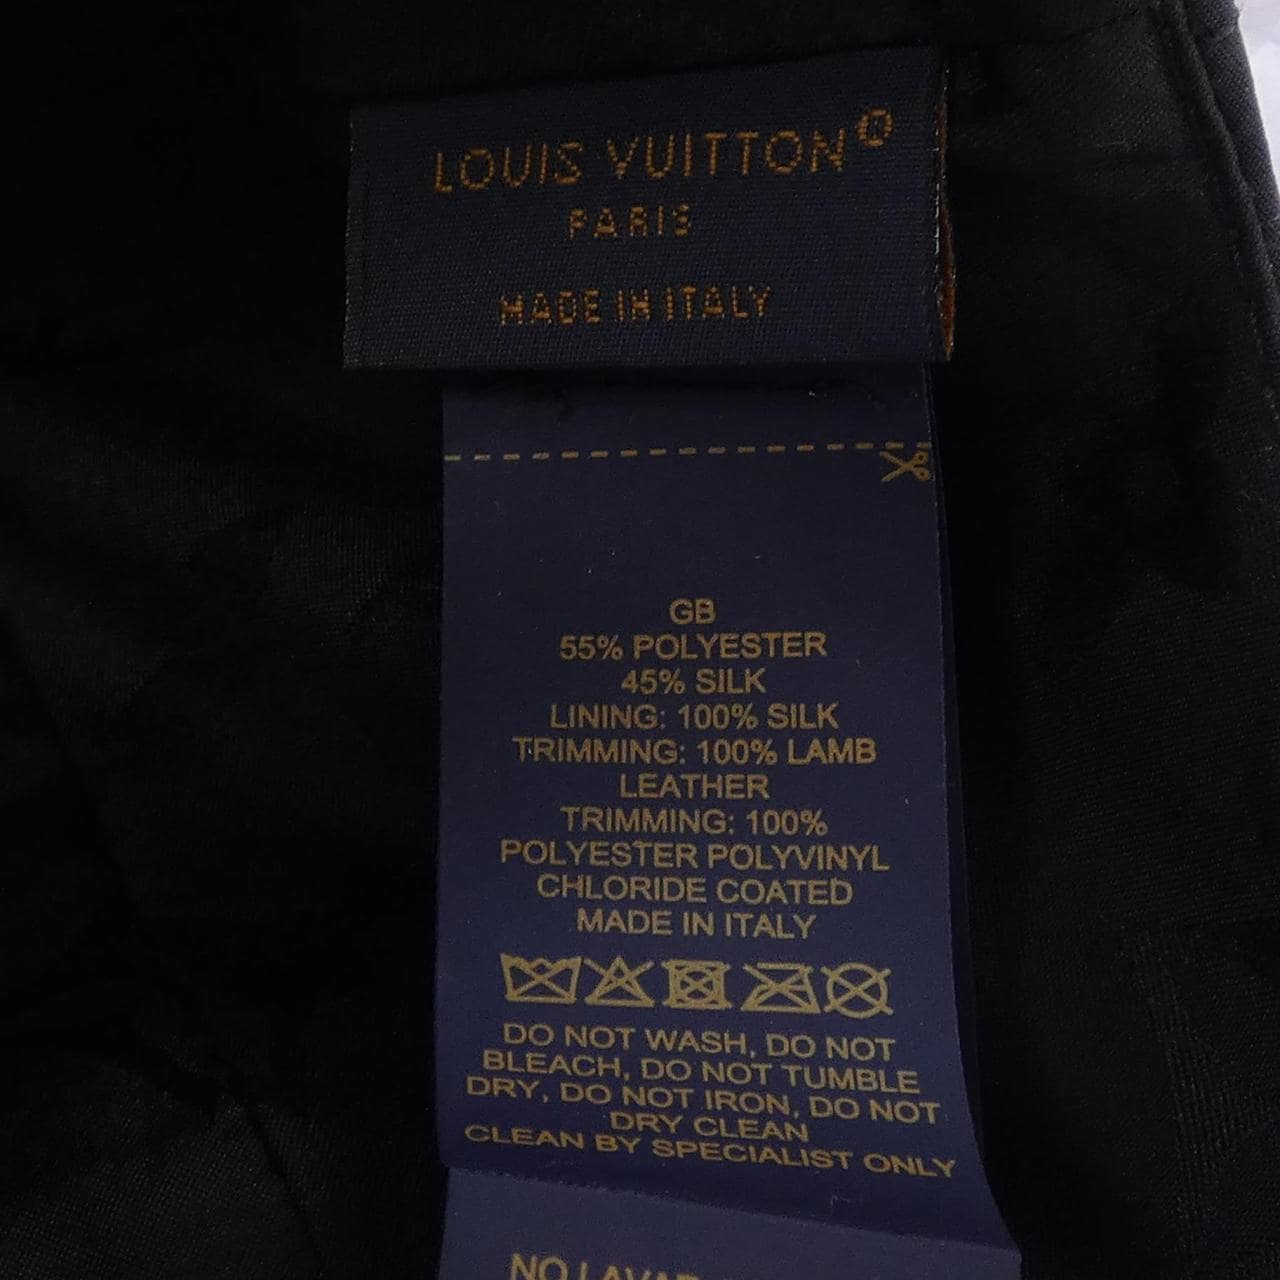 LOUIS VUITTON®
PARIS
MADE IN ITALY
GB
55% POLYESTER
45% SILK
LINING: 100% SILK
TRIMMING: 100% LAMB
LEATHER
TRIMMING: 100%
POLYESTER POLYVINYL
CHLORIDE COATED
MADE IN ITALY
DO NOT WASH, DO NOT
BLEACH, DO NOT TUMBLE
DRY, DO NOT IRON, DO NOT
DRY CLEAN
CLEAN BY SPECIALIST ONLY
NO LAVAR